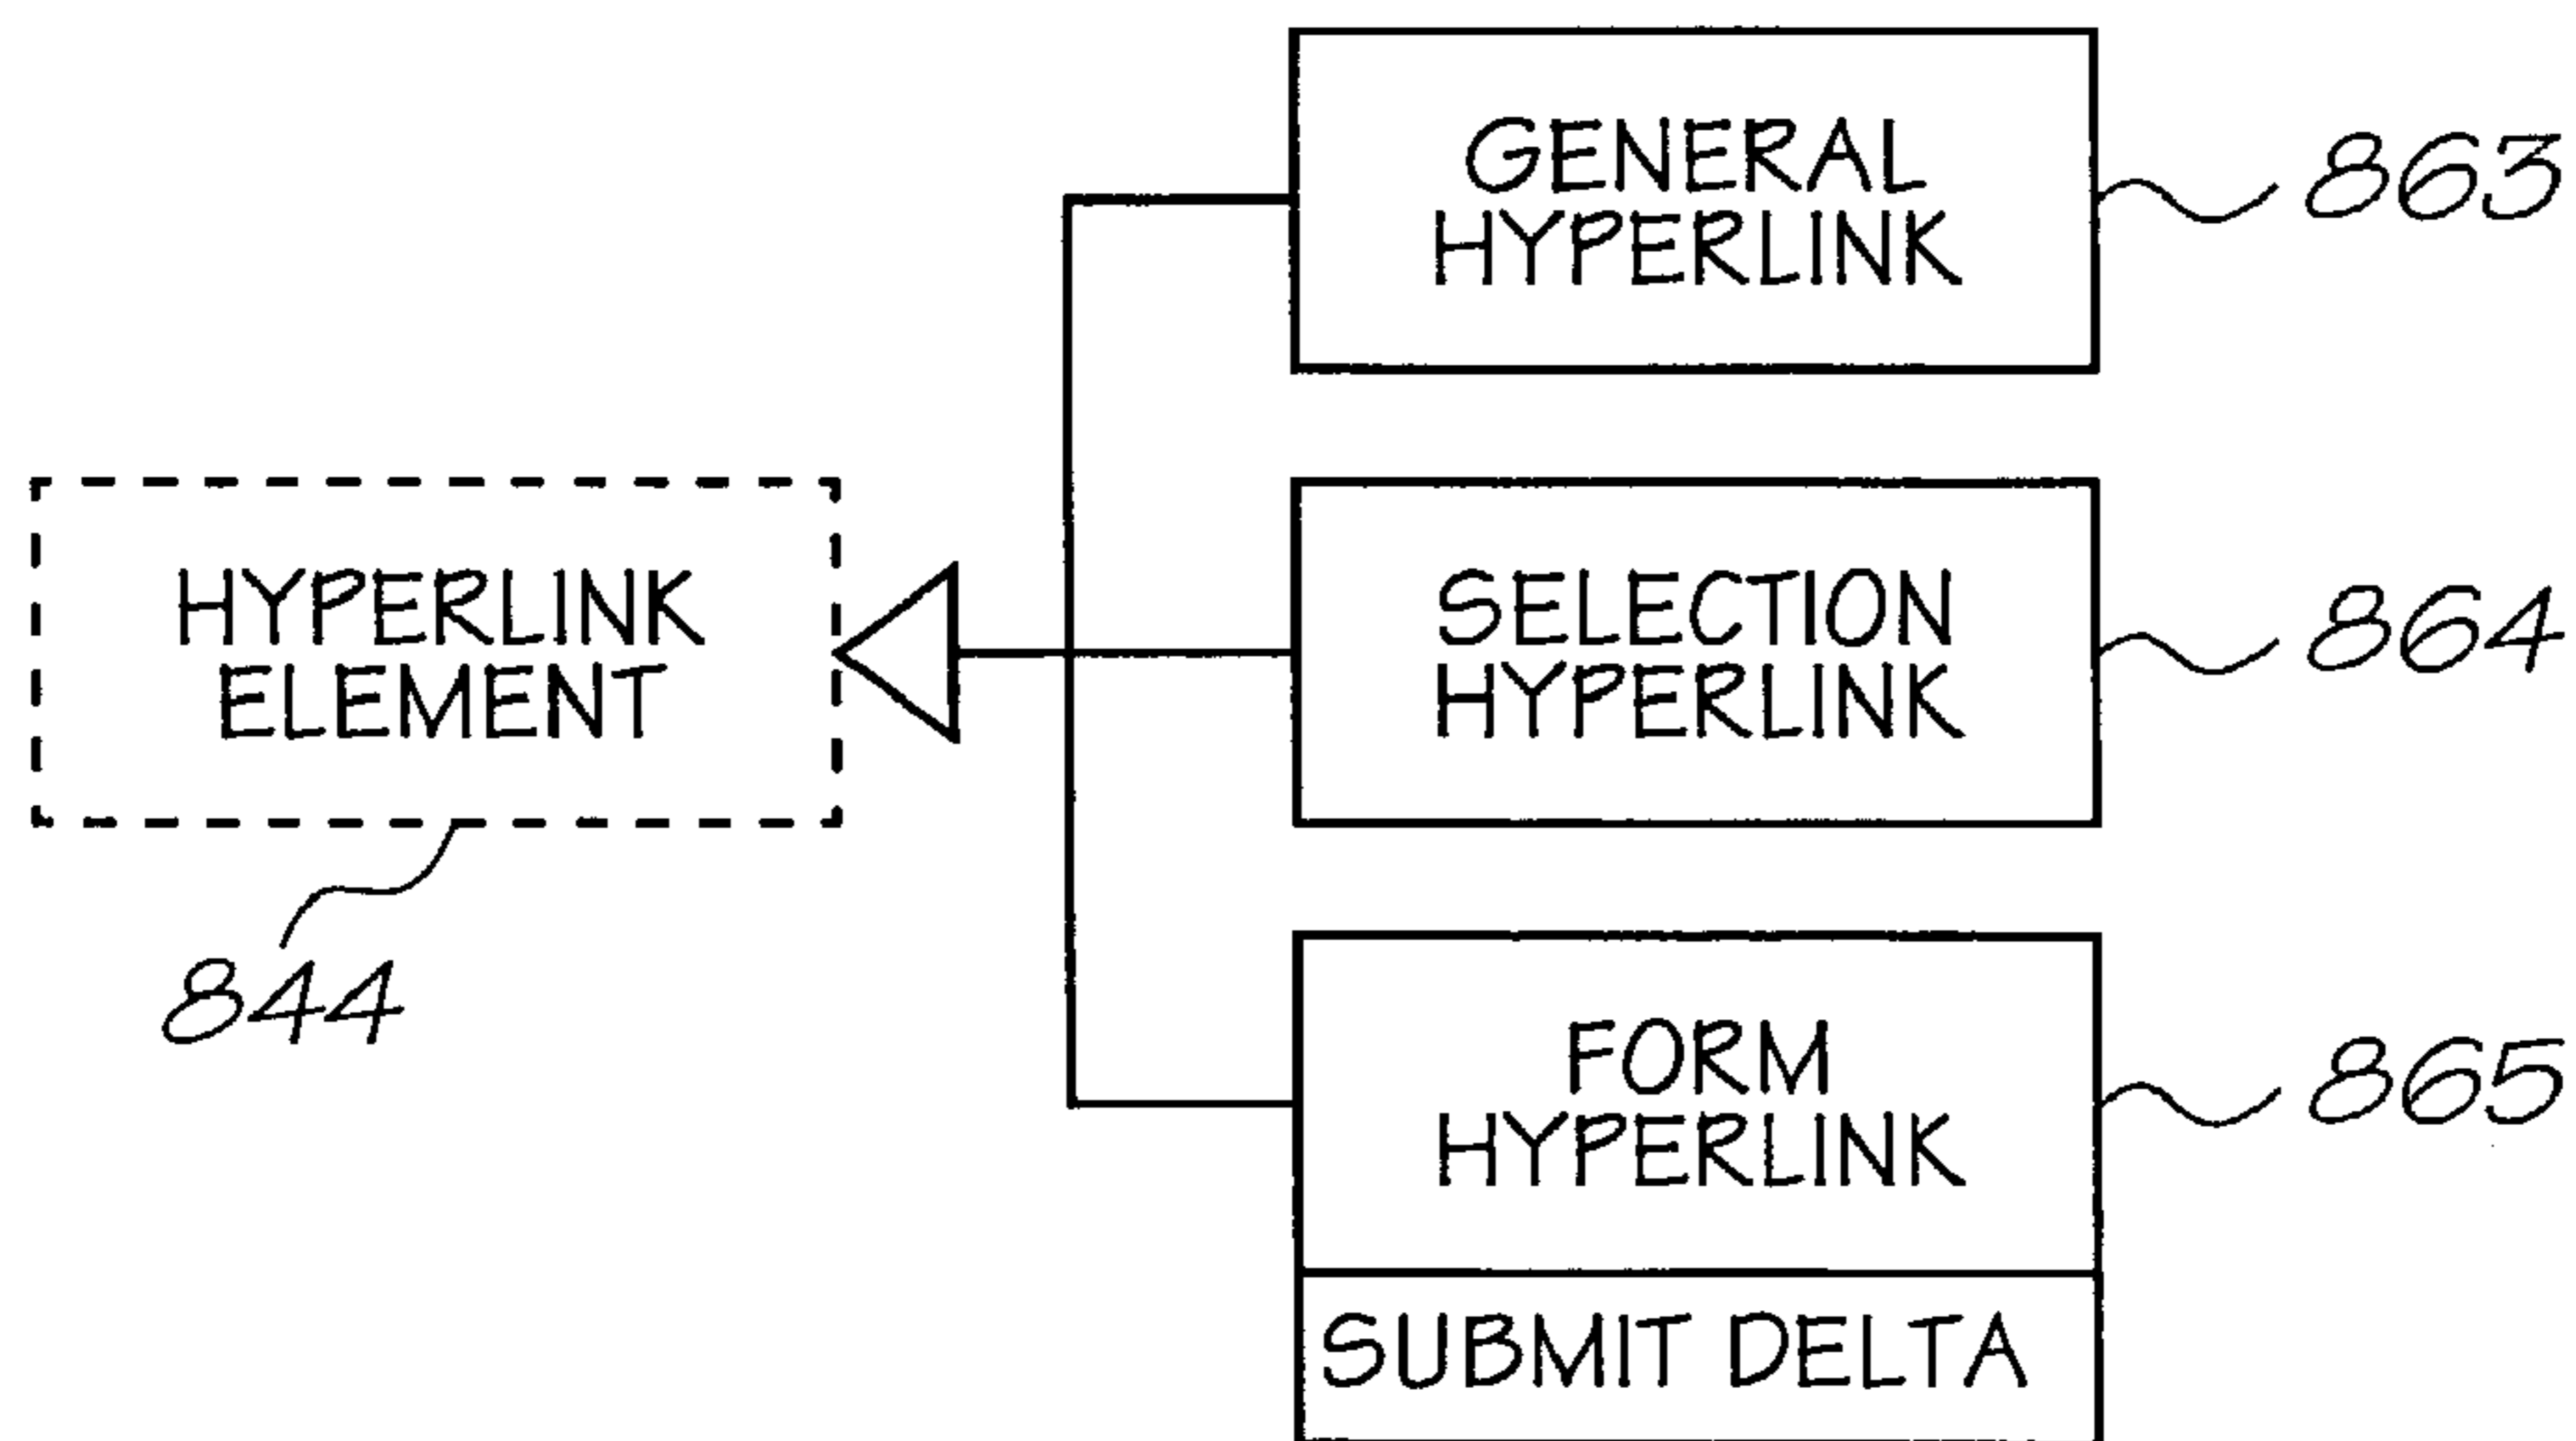 GENERAL
HYPERLINK
863
HYPERLINK
ELEMENT
844
SELECTION
HYPERLINK
864
FORM
HYPERLINK
865
SUBMIT DELTA